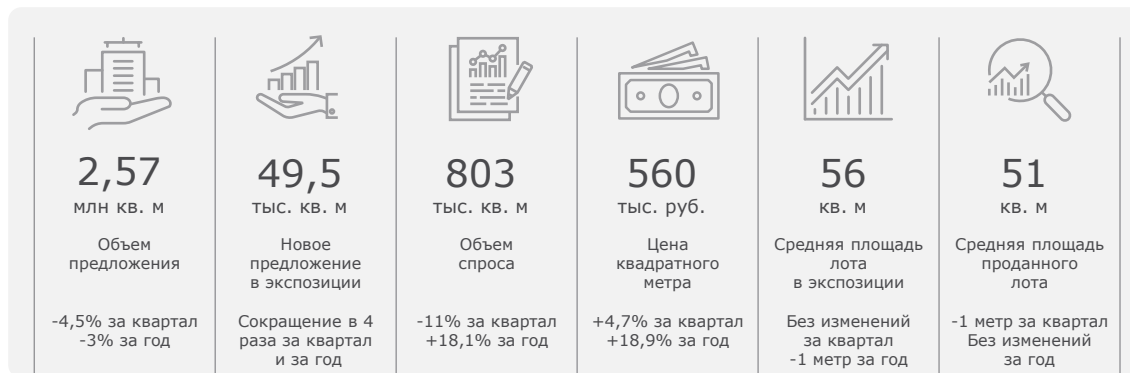 2,57
млн кв. м
Объем
предложения
-4,5% за квартал
-3% за год
49,5
тыс. кв. м
Новое
предложение
в экспозиции
Сокращение в 4
раза за квартал
и за год
803
тыс. кв. м
Объем
спроса
-11% за квартал
+18,1% за год
560
тыс. руб.
Цена
квадратного
метра
+4,7% за квартал
+18,9% за год
56
кв. м
Средняя площадь
лота
в экспозиции
Без изменений
за квартал
-1 метр за год
51
кв. м
Средняя площадь
проданного
лота
-1 метр за квартал
Без изменений
за год